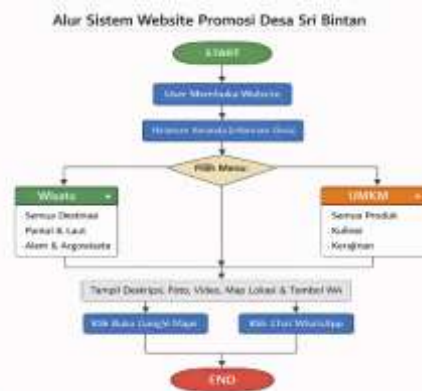 Alur Sistem Website Promosi Desa Sri Bintan
START
User Membuka Website
Halaman Beranda Desa
Pilih Menu
Wisata
Semua Destinasi
Pantai & Laut
Alam & Argowisata
UMKM
Semua Produk
Kuliner
Kerajinan
Tampil Deskripsi, Foto, Video, Map Lokasi & Tombol WA
Klik Buka Google Maps
Klik Chat WhatsApp
END